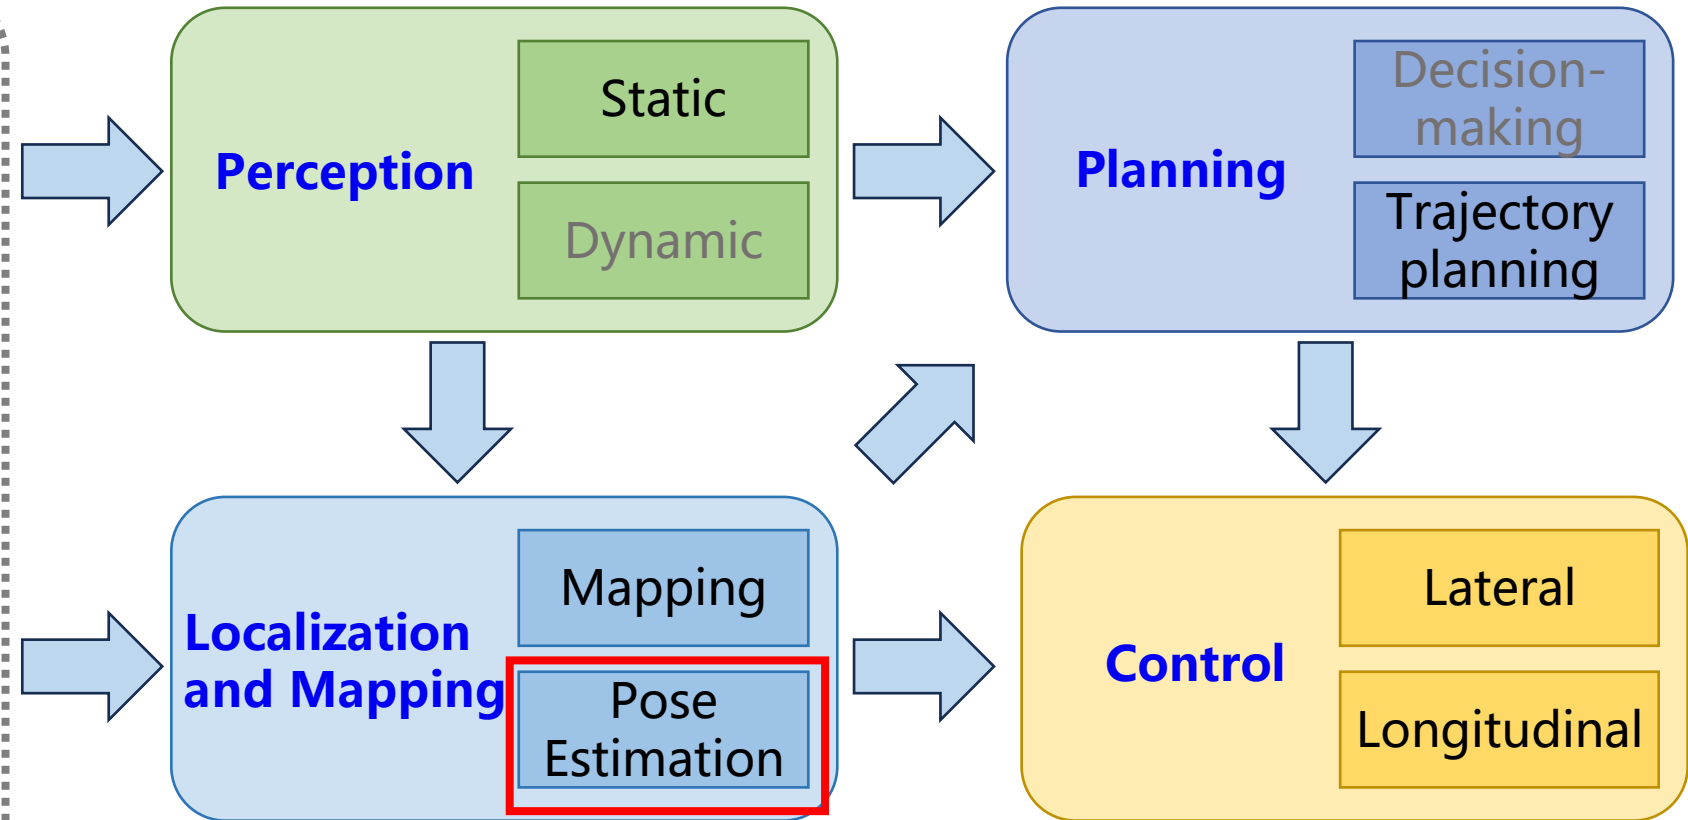 Perception
Static
Dynamic
Planning
Decision-
making
Trajectory
planning
Localization
and Mapping
Mapping
Pose
Estimation
Control
Lateral
Longitudinal